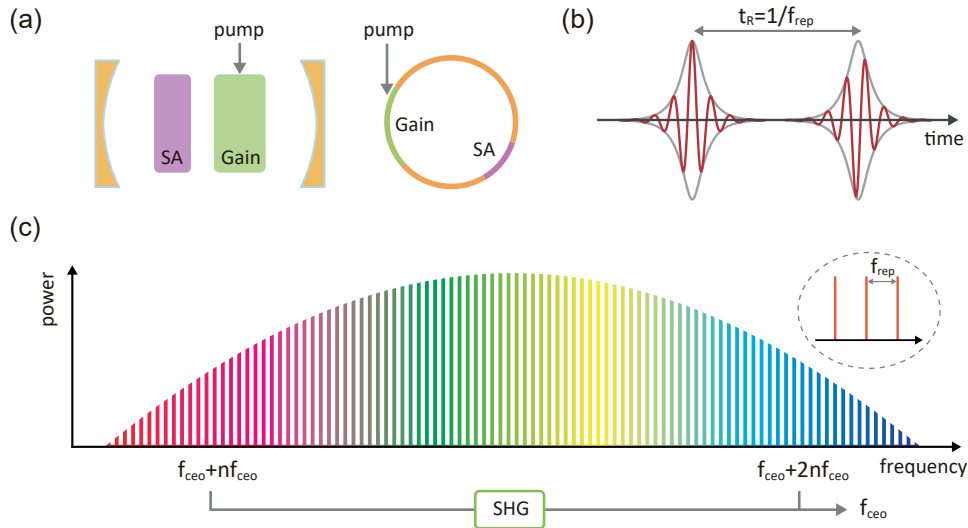 (a)
pump
pump
SA
Gain
Gain
SA
(b)
t_R=1/f_rep
time
(c)
power
f_rep
f_ceo+nf_ceo
f_ceo+2nf_ceo
frequency
SHG
f_ceo